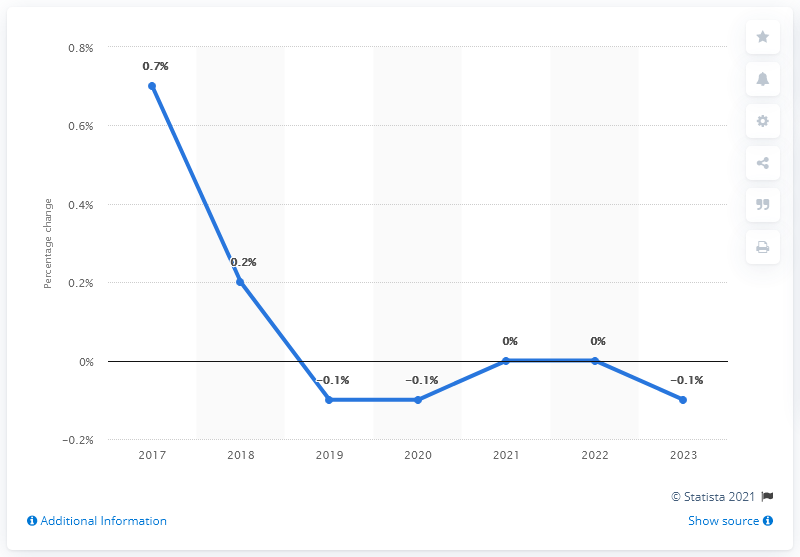 0.8%
0.6%
0.4%
0.2%
0%
−0.2%
Percentage change
0.7%
0.2%
−0.1%
−0.1%
0%
0%
−0.1%
2017 2018 2019 2020 2021 2022 2023
© Statista 2021
Additional Information
Show source